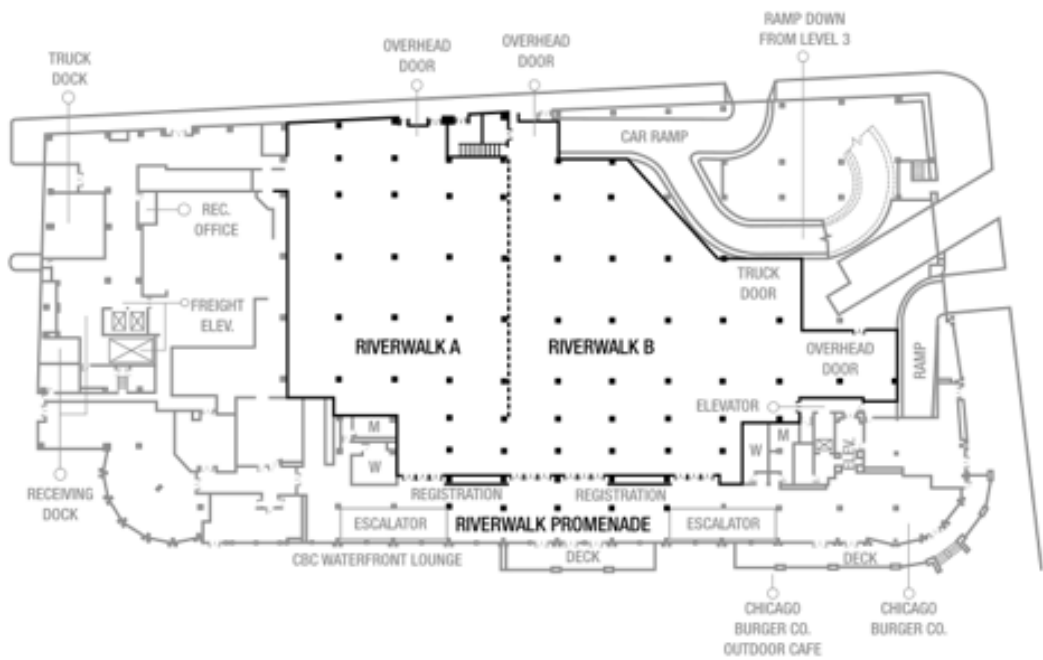 RAMP DOWN
FROM LEVEL 3
OVERHEAD
DOOR
OVERHEAD
DOOR
TRUCK
DOCK
CAR RAMP
REC.
OFFICE
TRUCK
DOOR
FREIGHT
ELEV.
RIVERWALK A
RIVERWALK B
OVERHEAD
DOOR
RAMP
ELEVATOR
M
W
M
W
ELEV.
RECEIVING
DOCK
REGISTRATION
REGISTRATION
ESCALATOR
RIVERWALK PROMENADE
ESCALATOR
CBC WATERFRONT LOUNGE
DECK
DECK
CHICAGO
BURGER CO.
OUTDOOR CAFE
CHICAGO
BURGER CO.